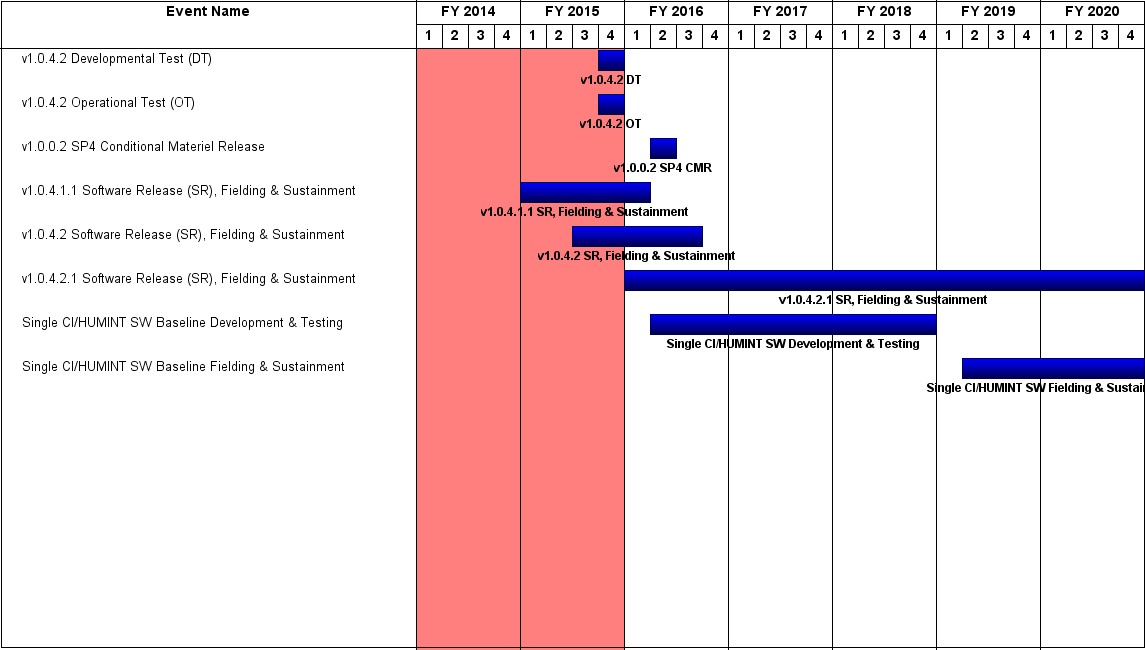 Event Name FY 2014 FY 2015 FY 2016 FY 2017 FY 2018 FY 2019 FY 2020
1 2 3 4 1 2 3 4 1 2 3 4 1 2 3 4 1 2 3 4 1 2 3 4 1 2 3 4
v1.0.4.2 Developmental Test (DT)
v1.0.4.2 DT
v1.0.4.2 Operational Test (OT)
v1.0.4.2 OT
v1.0.0.2 SP4 Conditional Materiel Release
v1.0.0.2 SP4 CMR
v1.0.4.1.1 Software Release (SR), Fielding & Sustainment
v1.0.4.1.1 SR, Fielding & Sustainment
v1.0.4.2 Software Release (SR), Fielding & Sustainment
v1.0.4.2 SR, Fielding & Sustainment
v1.0.4.2.1 Software Release (SR), Fielding & Sustainment
v1.0.4.2.1 SR, Fielding & Sustainment
Single CI/HUMINT SW Baseline Development & Testing
Single CI/HUMINT SW Development & Testing
Single CI/HUMINT SW Baseline Fielding & Sustainment
Single CI/HUMINT SW Fielding & Sustai